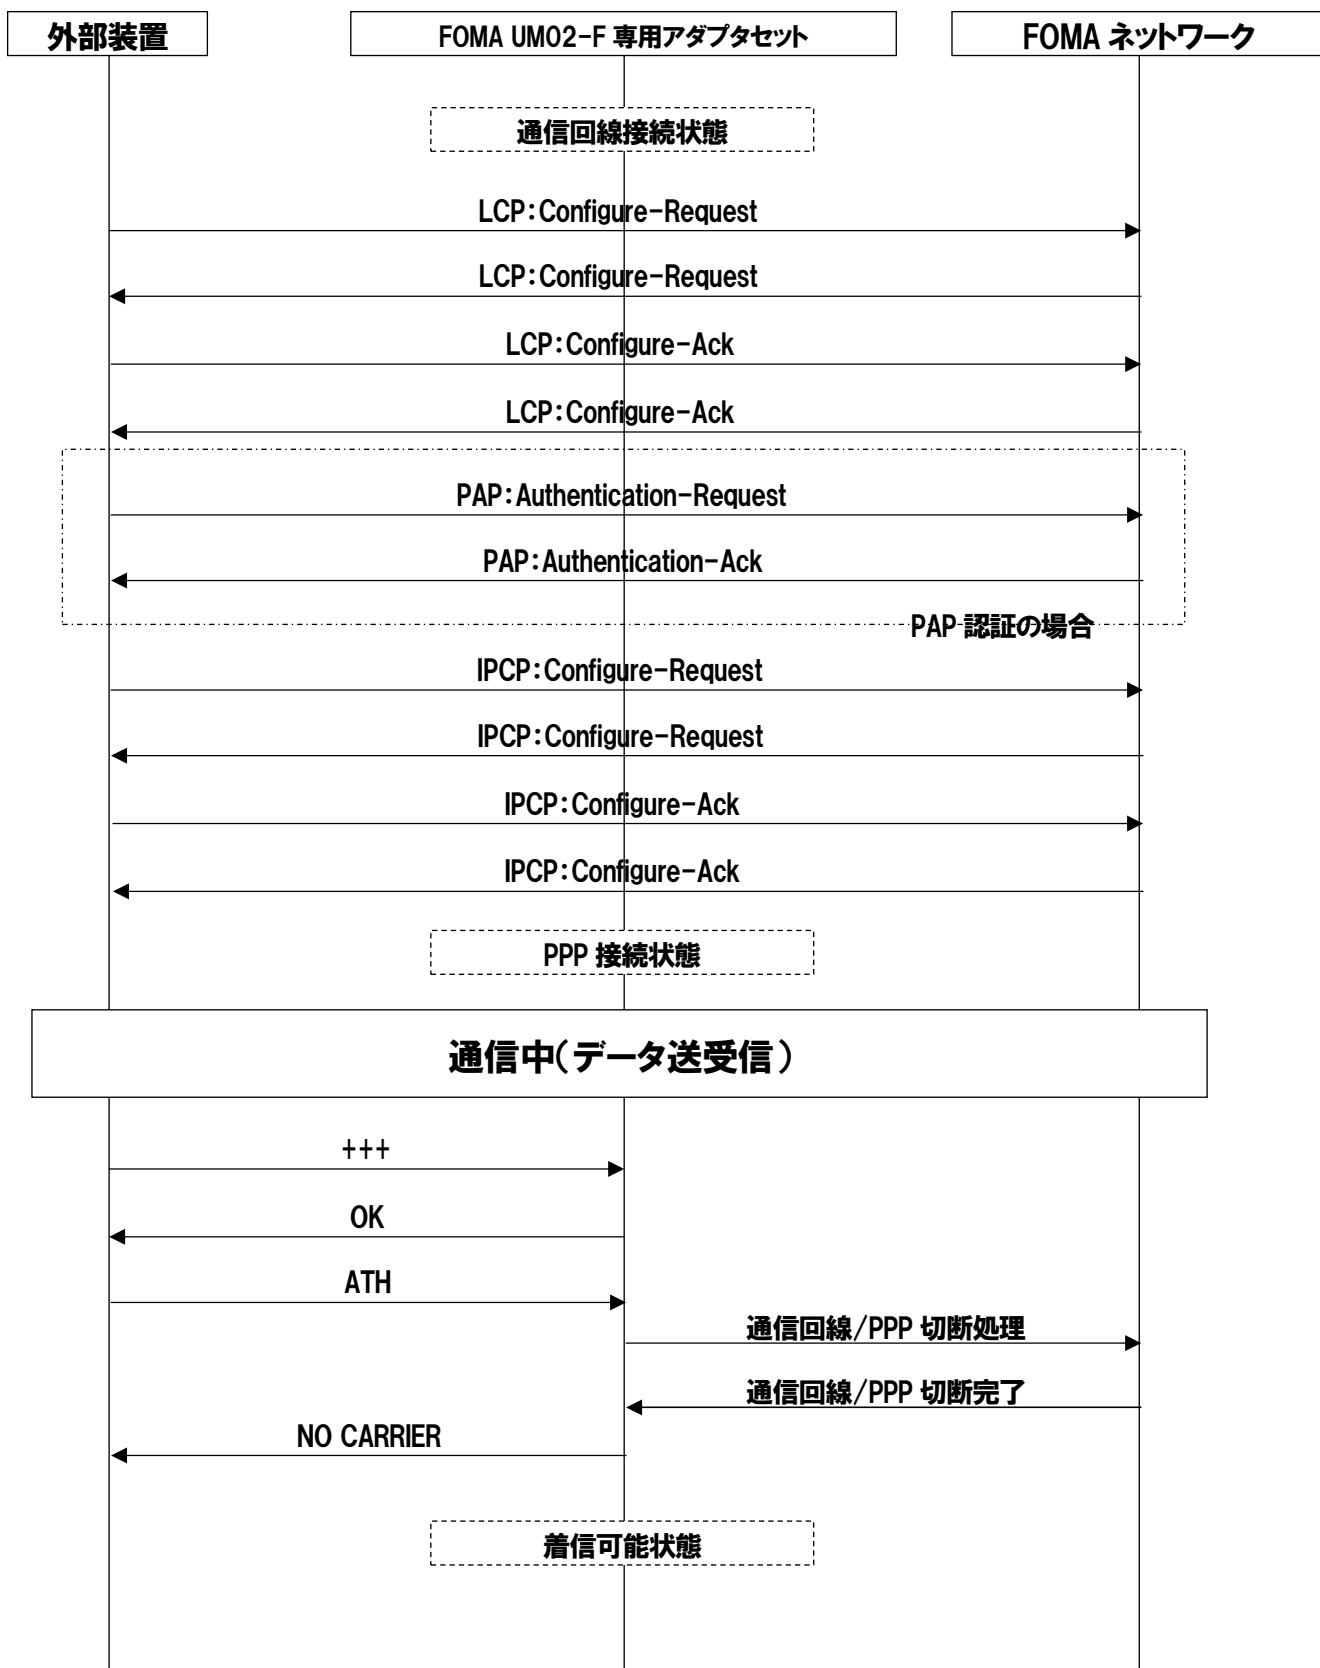 外部装置
FOMA UM02-F 専用アダプタセット
FOMA ネットワーク
通信回線接続状態
LCP:Configure-Request
LCP:Configure-Request
LCP:Configure-Ack
LCP:Configure-Ack
PAP:Authentication-Request
PAP:Authentication-Ack
PAP 認証の場合
IPCP:Configure-Request
IPCP:Configure-Request
IPCP:Configure-Ack
IPCP:Configure-Ack
PPP 接続状態
通信中(データ送受信)
+++
OK
ATH
通信回線/PPP 切断処理
通信回線/PPP 切断完了
NO CARRIER
着信可能状態